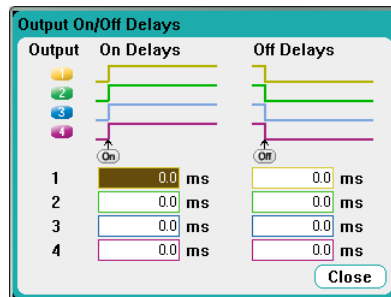 Output On/Off Delays
Output On Delays Off Delays
1
2
3
4
On Off
1 0.0 ms 0.0 ms
2 0.0 ms 0.0 ms
3 0.0 ms 0.0 ms
4 0.0 ms 0.0 ms
Close